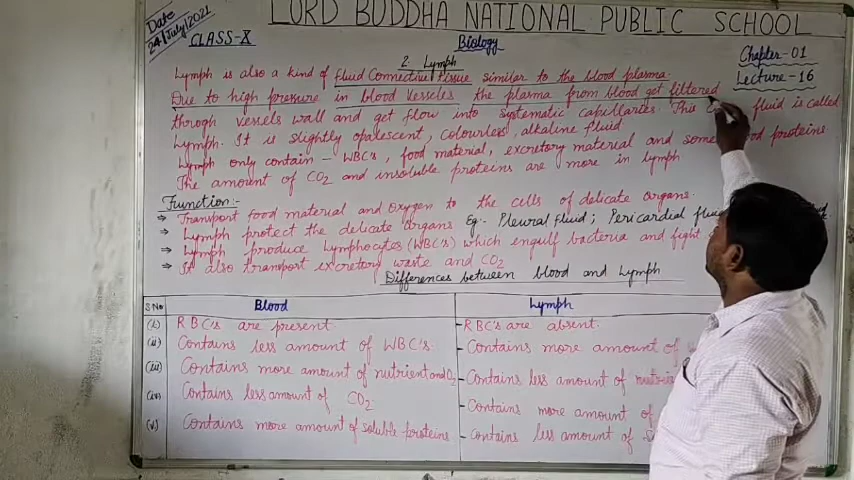 LORD BUDDHA NATIONAL PUBLIC SCHOOL
Date
24/July/2021
CLASS-X
Biology
Chapter - 01
Lecture - 16
2. Lymph
Lymph is also a kind of fluid Connective tissue similar to the blood plasma.
Due to high pressure in blood vesscles the plasma from blood get filtered
throgh vessels wall and get flow into systematic capullaries. This fluid is called
Lymph. It is slightly opalescent, colourless, alkaline fluid
Lymph only contain - WBC's, food material, excretory material and some proteins
The amount of CO2 and insoluble proteins are more in lymph
Function:-
⇒ Transport food material and oxygen to the cells of delicate organs.
⇒ Lymph protect the delicate organs Eg:- Pleural fluid; Pericardial
⇒ Lymph produce Lymphocytes (WBC's) which engulf bacteria and fight
⇒ It also transport excretory waste and CO2
Differences between blood and Lymph
S.No Blood Lymph
(i) RBC's are present - RBC's are absent.
(ii) Contains less amount of WBC's. - Contains more amount of
(iii) Contains more amount of nutrient and O2 - Contains less amount of
(iv) Contains less amount of CO2 - Contains more amount of
(v) Contains more amount of soluble proteins - Contains less amount of